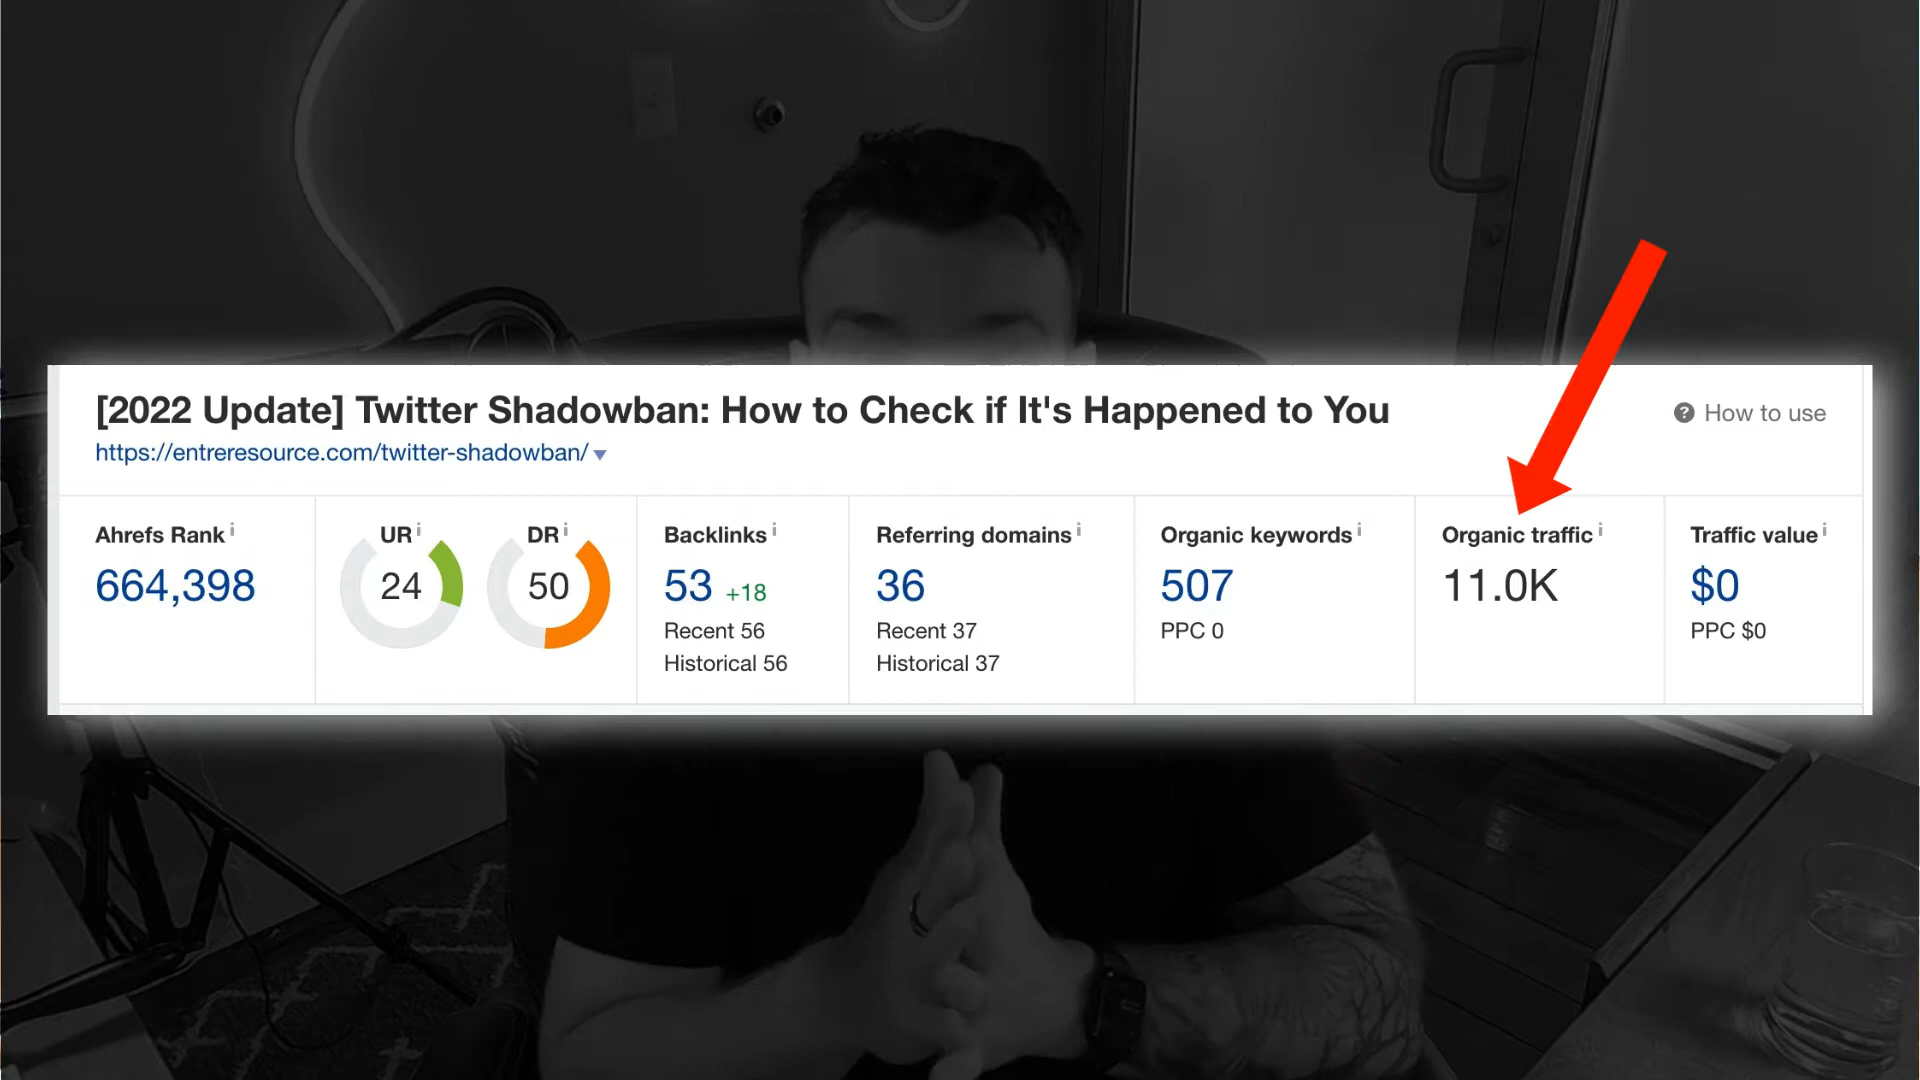 [2022 Update] Twitter Shadowban: How to Check if It's Happened to You
? How to use
https://entreresource.com/twitter-shadowban/
Ahrefs Rank i
664,398
UR i
24
DR i
50
Backlinks i
53 +18
Recent 56
Historical 56
Referring domains i
36
Recent 37
Historical 37
Organic keywords i
507
PPC 0
Organic traffic i
11.0K
Traffic value i
$0
PPC $0